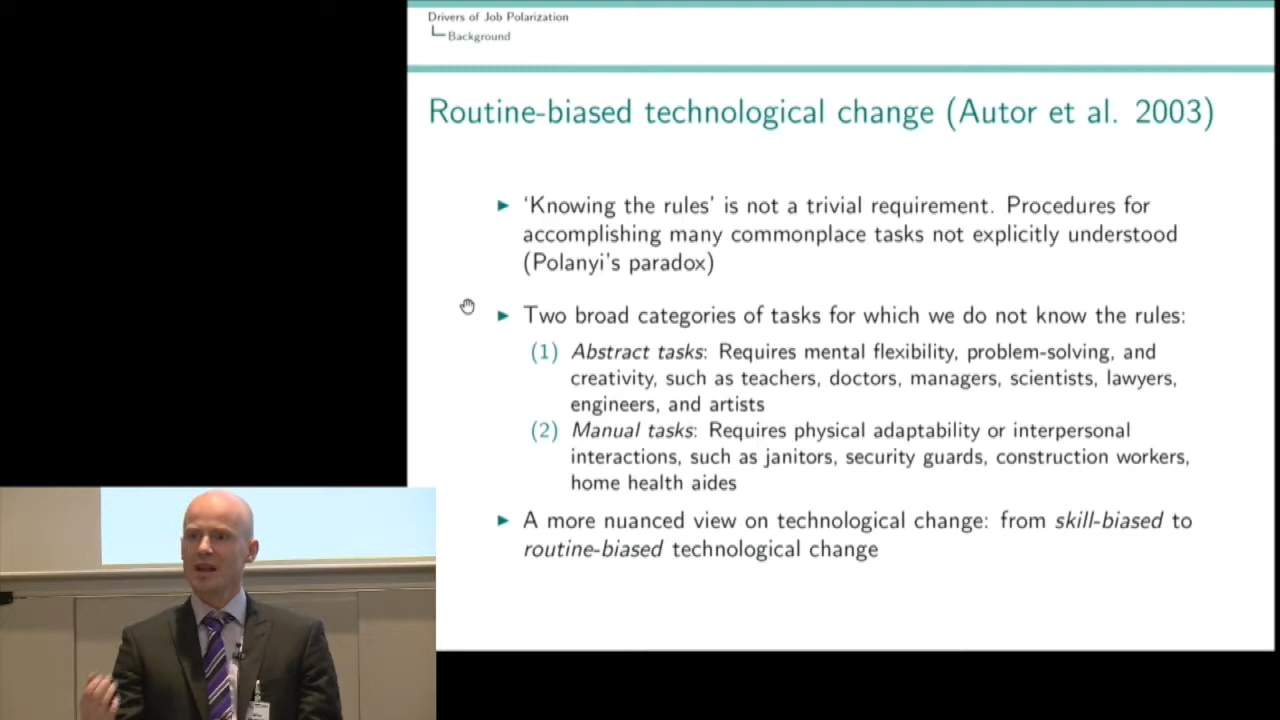 Drivers of Job Polarization
Background
Routine-biased technological change (Autor et al. 2003)
► ‘Knowing the rules’ is not a trivial requirement. Procedures for
accomplishing many commonplace tasks not explicitly understood
(Polanyi’s paradox)
► Two broad categories of tasks for which we do not know the rules:
(1) Abstract tasks: Requires mental flexibility, problem-solving, and
creativity, such as teachers, doctors, managers, scientists, lawyers,
engineers, and artists
(2) Manual tasks: Requires physical adaptability or interpersonal
interactions, such as janitors, security guards, construction workers,
home health aides
► A more nuanced view on technological change: from skill-biased to
routine-biased technological change